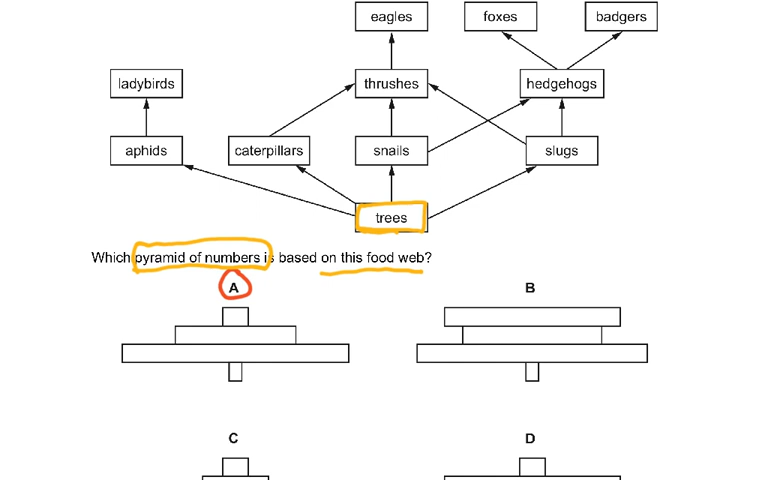 eagles foxes badgers
ladybirds thrushes hedgehogs
aphids caterpillars snails slugs
trees
Which pyramid of numbers is based on this food web?
A B
C D